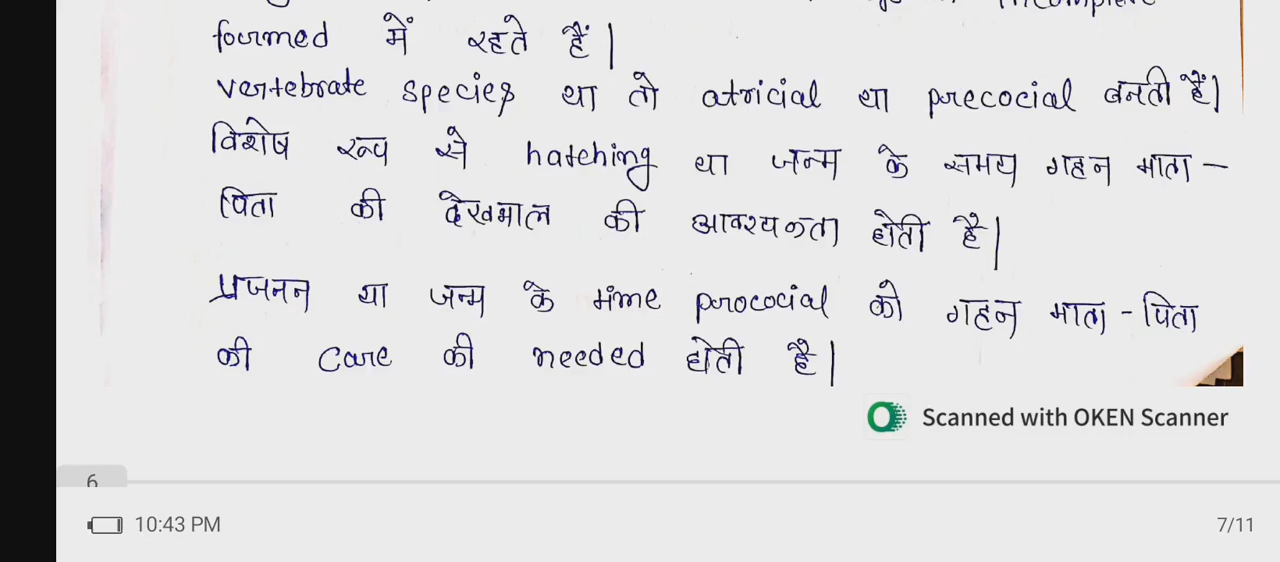 incomplete
formed में रहते हैं|
vertebrate species या तो atricial या precocial बनती हैं|
विशेष रूप से hatching या जन्म के समय गहन माता -
पिता की देखभाल की आवश्यकता होती है|
प्रजनन या जन्म के time prococial को गहन माता - पिता
की care की needed होती है|
Scanned with OKEN Scanner
6
10:43 PM
7/11